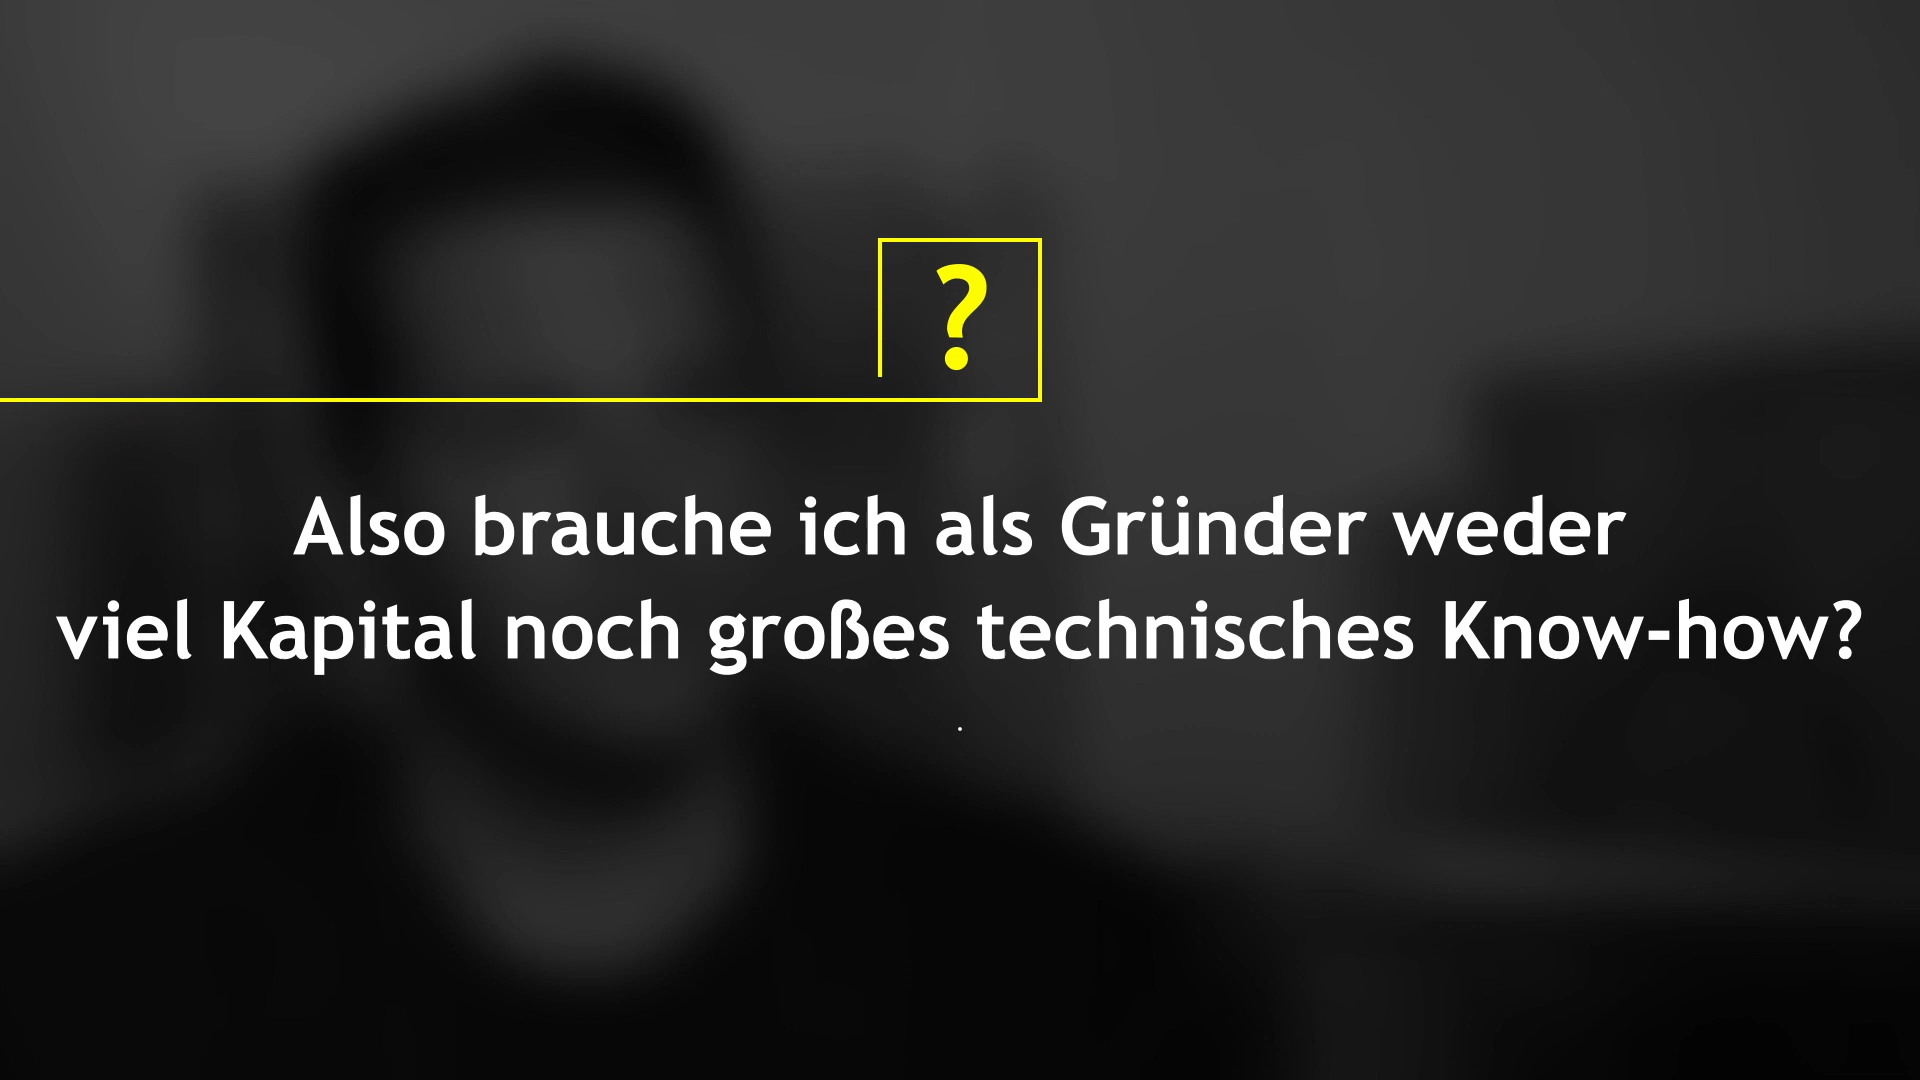 ?
Also brauche ich als Gründer weder
viel Kapital noch großes technisches Know-how?
.